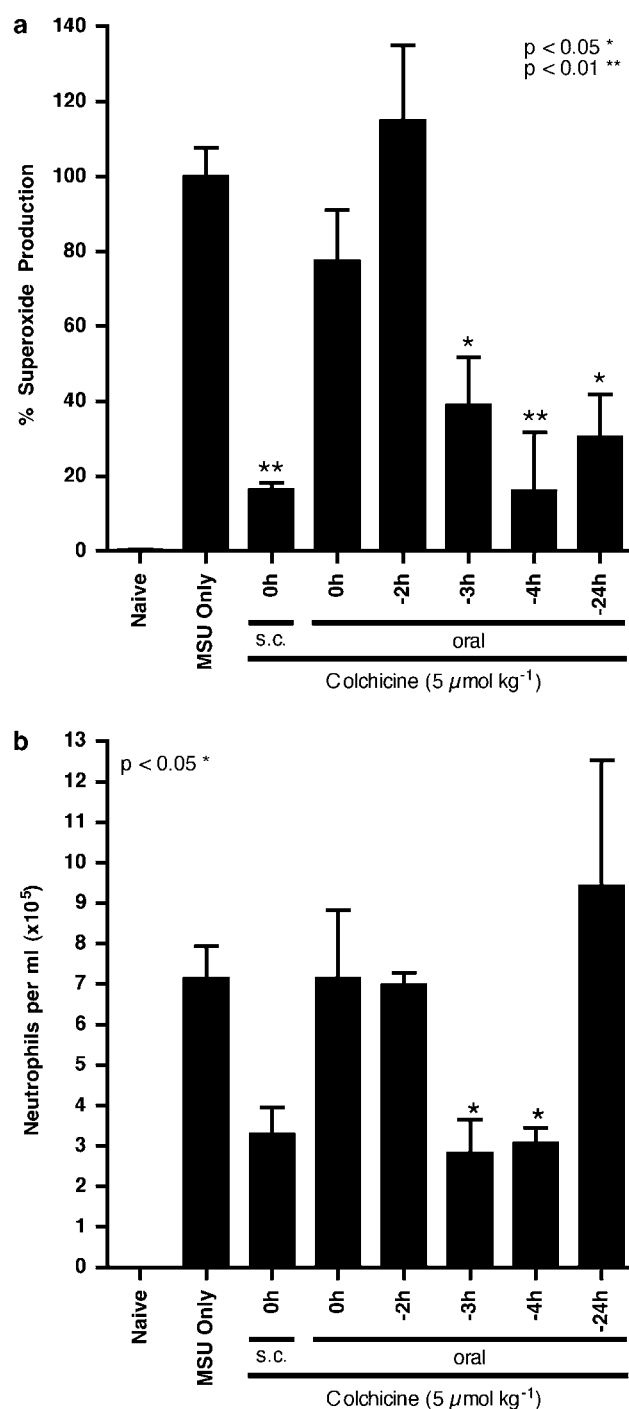 a
140
p < 0.05 *
p < 0.01 **
120
100
80
60
40
20
0
% Superoxide Production
**
*
**
*
Naive
MSU Only
0h
0h
-2h
-3h
-4h
-24h
s.c.
oral
Colchicine (5 µmol kg⁻¹)
b
13
p < 0.05 *
12
11
10
9
8
7
6
5
4
3
2
1
0
Neutrophils per ml (x10⁵)
*
*
Naive
MSU Only
0h
0h
-2h
-3h
-4h
-24h
s.c.
oral
Colchicine (5 µmol kg⁻¹)